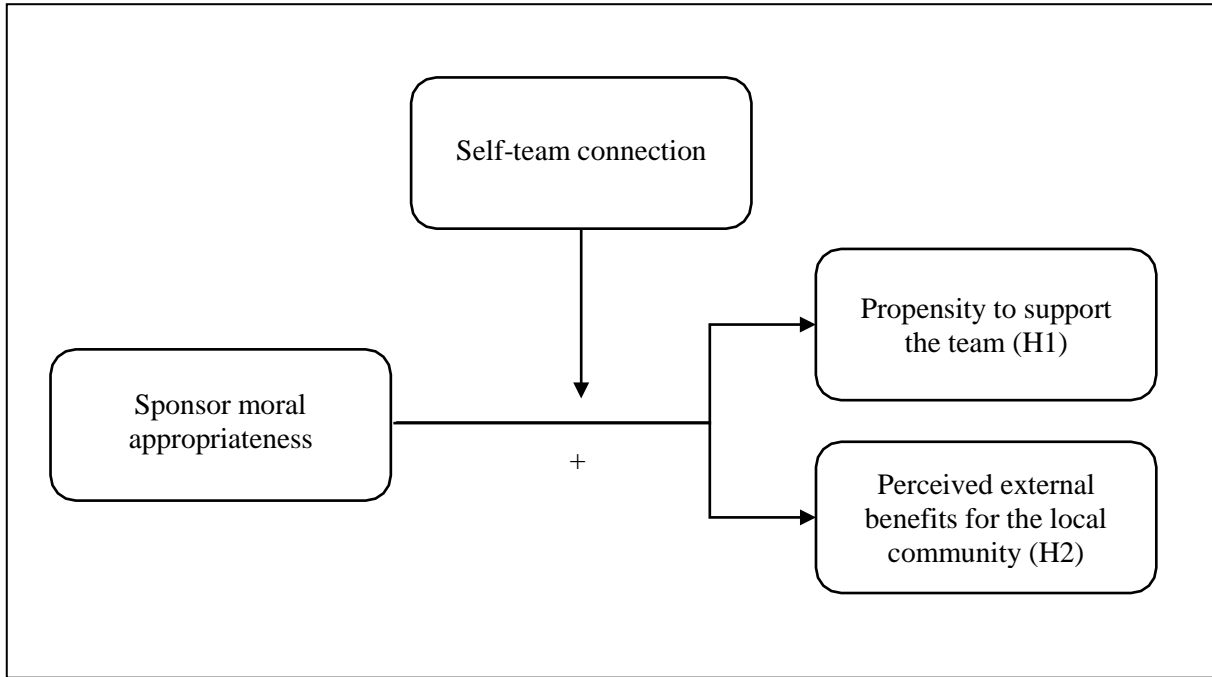 Self-team connection
Propensity to support
the team (H1)
Sponsor moral
appropriateness
+
Perceived external
benefits for the local
community (H2)